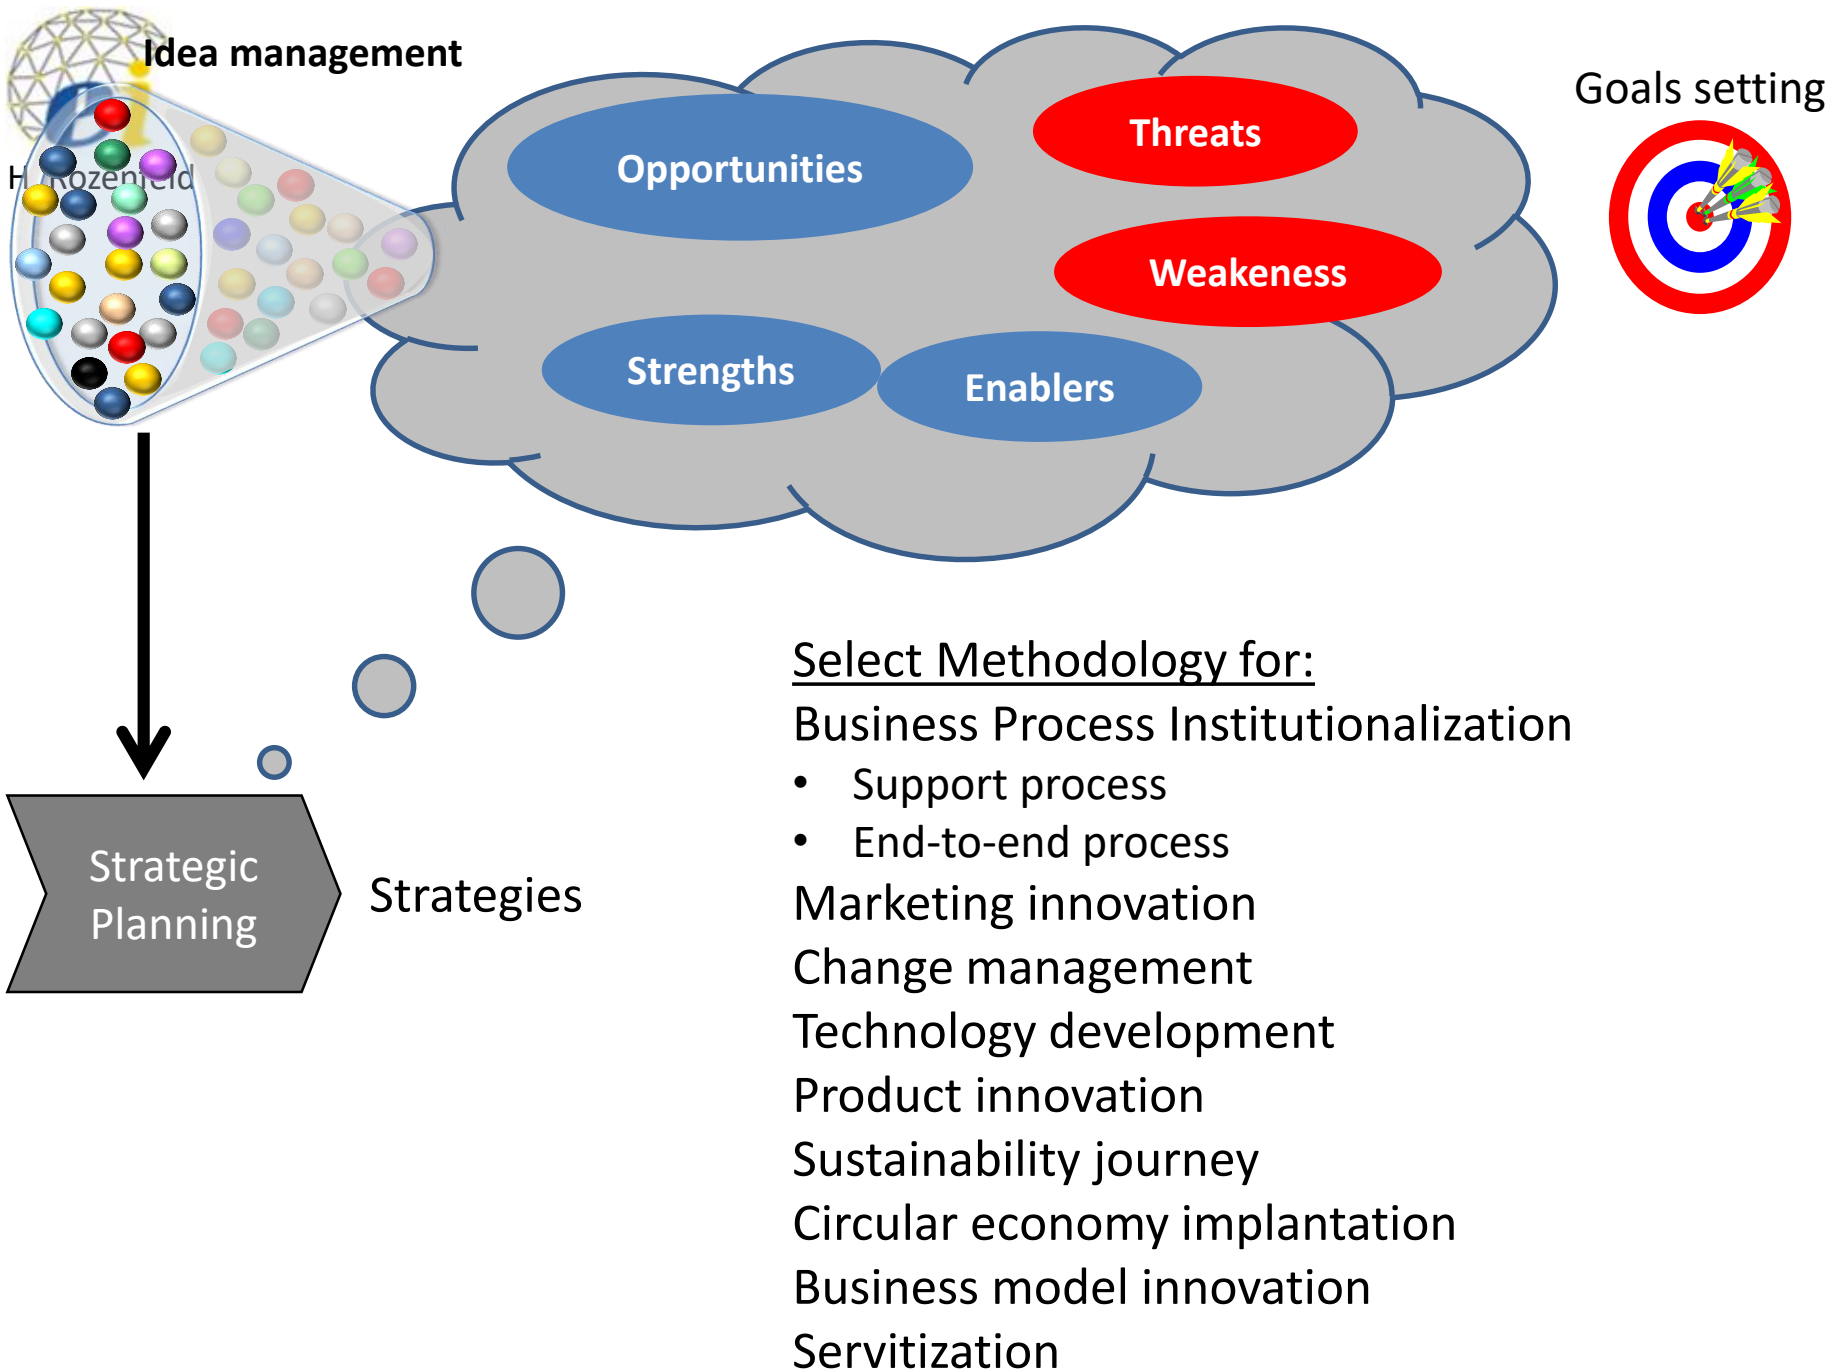 Idea management
H. Rozenfeld
Opportunities
Threats
Weakeness
Strengths
Enablers
Goals setting
Strategic
Planning
Strategies
Select Methodology for:
Business Process Institutionalization
• Support process
• End-to-end process
Marketing innovation
Change management
Technology development
Product innovation
Sustainability journey
Circular economy implantation
Business model innovation
Servitization